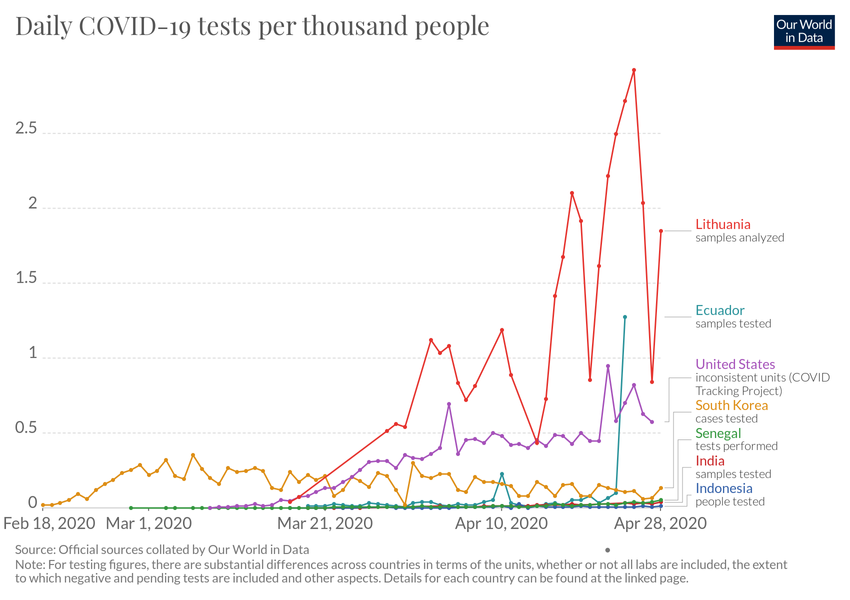 Daily COVID-19 tests per thousand people
Our World
in Data
2.5
2
1.5
1
0.5
0
Lithuania
samples analyzed
Ecuador
samples tested
United States
inconsistent units (COVID
Tracking Project)
South Korea
cases tested
Senegal
tests performed
India
samples tested
Indonesia
people tested
Feb 18, 2020 Mar 1, 2020 Mar 21, 2020 Apr 10, 2020 Apr 28, 2020
Source: Official sources collated by Our World in Data
Note: For testing figures, there are substantial differences across countries in terms of the units, whether or not all labs are included, the extent
to which negative and pending tests are included and other aspects. Details for each country can be found at the linked page.